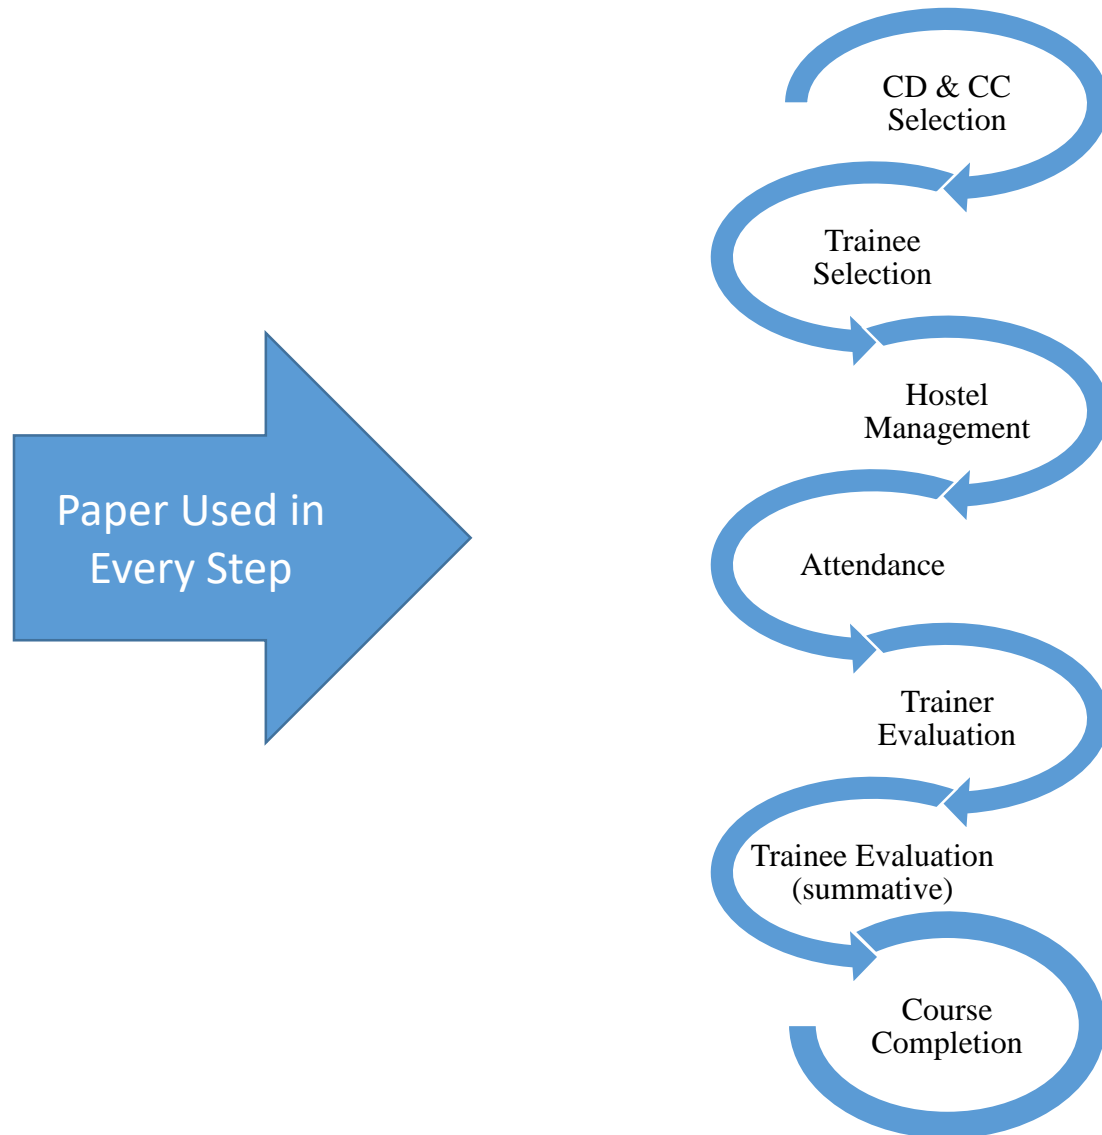 Paper Used in
Every Step
CD & CC
Selection
Trainee
Selection
Hostel
Management
Attendance
Trainer
Evaluation
Trainee Evaluation
(summative)
Course
Completion